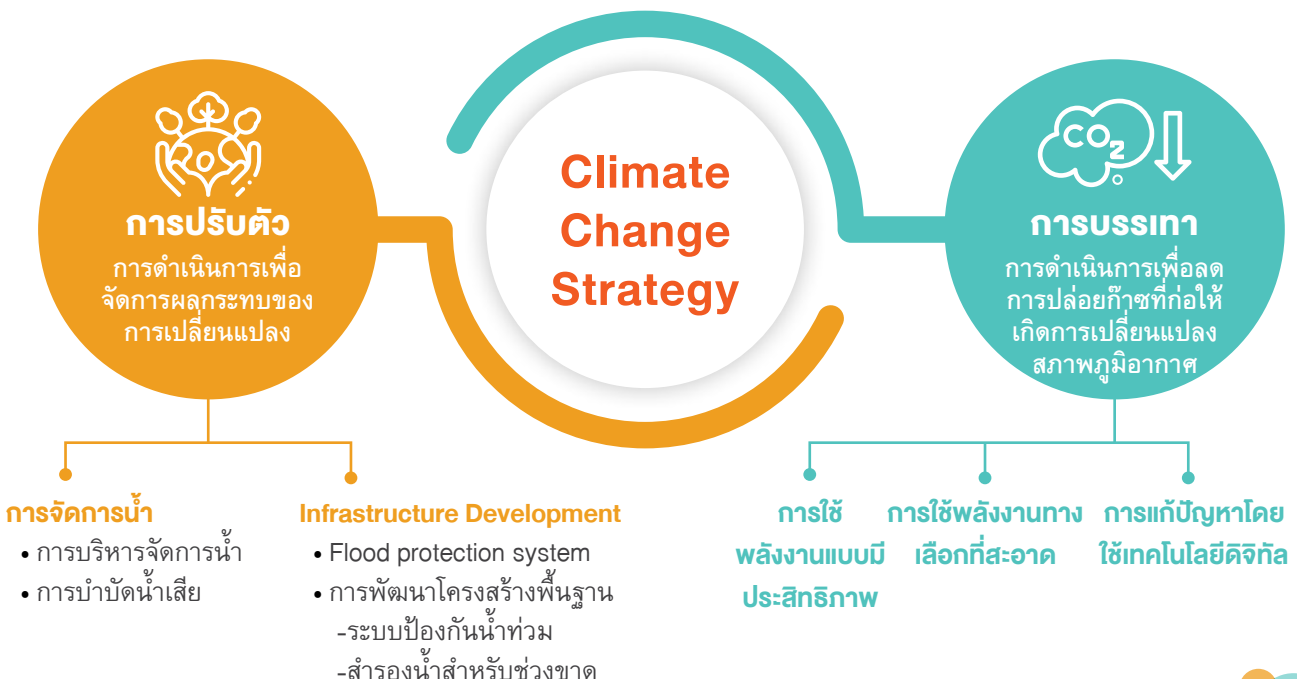 Climate
Change
Strategy
การปรับตัว
การดำเนินการเพื่อ
จัดการผลกระทบของ
การเปลี่ยนแปลง
CO2
การบรรเทา
การดำเนินการเพื่อลด
การปล่อยก๊าซที่ก่อให้
เกิดการเปลี่ยนแปลง
สภาพภูมิอากาศ
การจัดการน้ำ
• การบริหารจัดการน้ำ
• การบำบัดน้ำเสีย
Infrastructure Development
• Flood protection system
• การพัฒนาโครงสร้างพื้นฐาน
-ระบบป้องกันน้ำท่วม
-สำรองน้ำสำหรับช่วงขาด
การใช้
พลังงานแบบมี
ประสิทธิภาพ
การใช้พลังงานทาง
เลือกที่สะอาด
การแก้ปัญหาโดย
ใช้เทคโนโลยีดิจิทัล